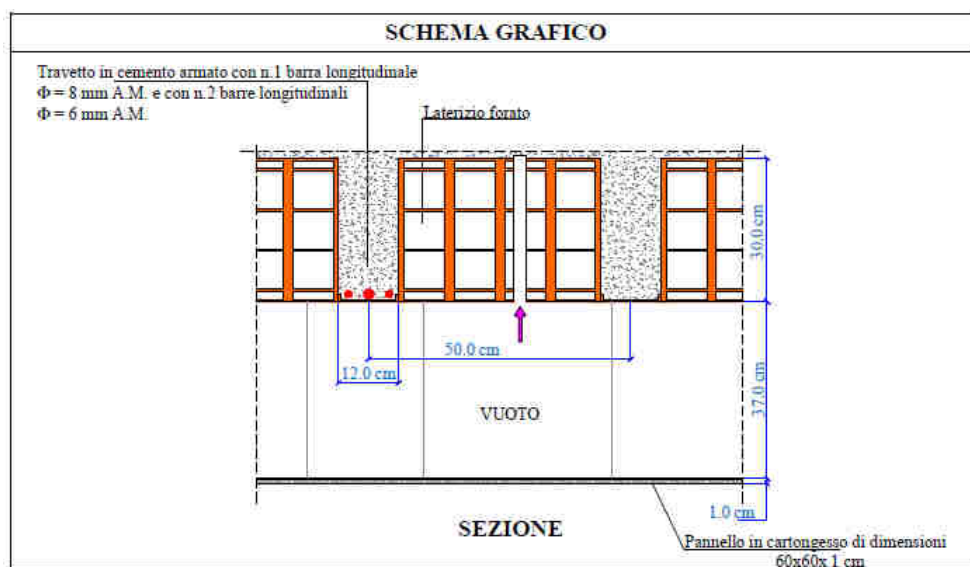 SCHEMA GRAFICO
Travetto in cemento armato con n.1 barra longitudinale
Φ = 8 mm A.M. e con n.2 barre longitudinali
Φ = 6 mm A.M.
Laterizio forato
30.0 cm
50.0 cm
12.0 cm
37.0 cm
VUOTO
1.0 cm
SEZIONE
Pannello in cartongesso di dimensioni
60x60x 1 cm